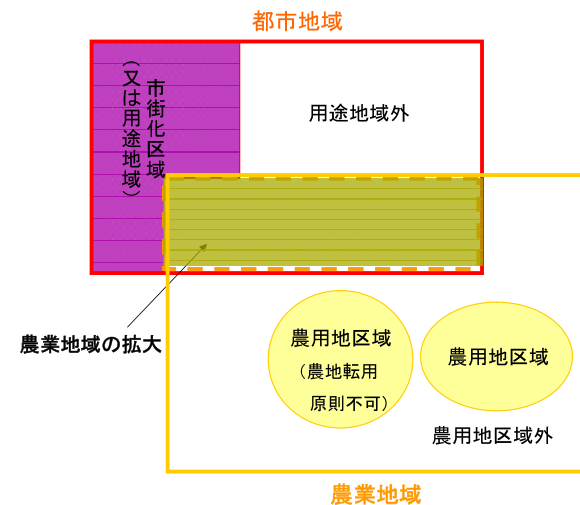 都市地域
市街化区域
（又は用途地域）
用途地域外
農業地域の拡大
農用地区域
（農地転用
原則不可）
農用地区域
農用地区域外
農業地域